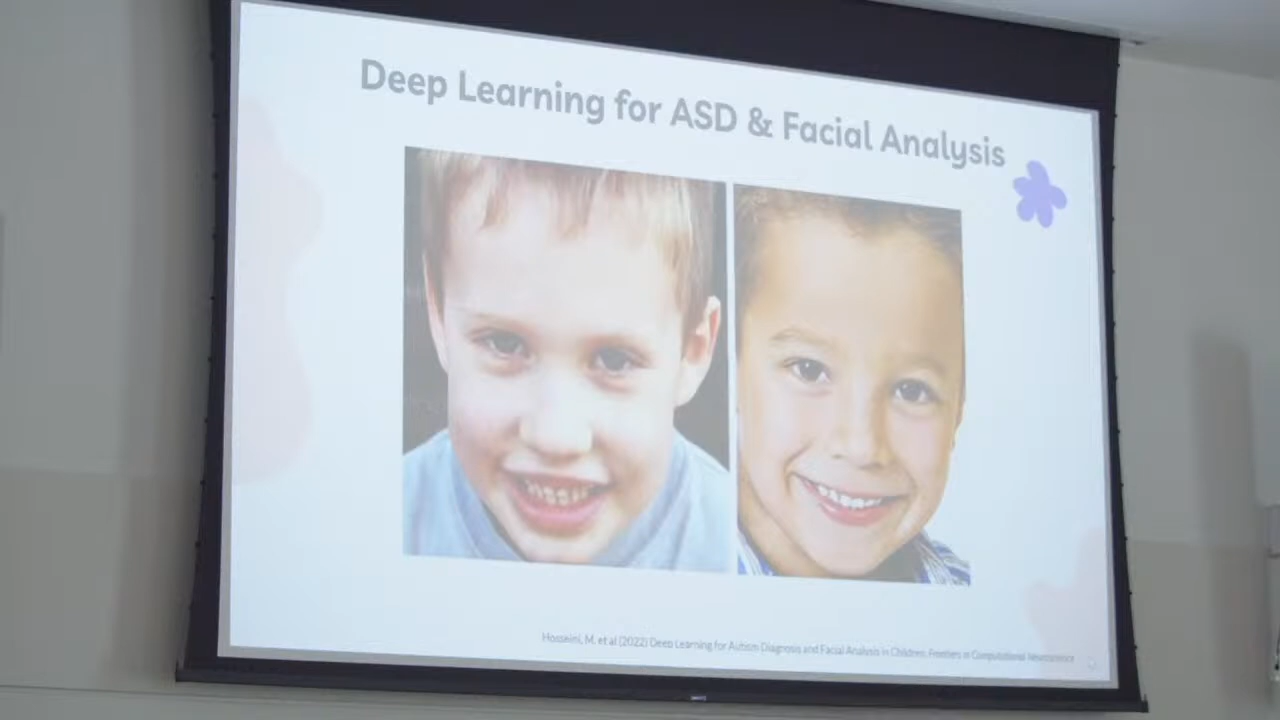 Deep Learning for ASD & Facial Analysis
Hosseini, M. et al (2022) Deep Learning for Autism Diagnosis and Facial Analysis in Children. Frontiers in Computational Neuroscience